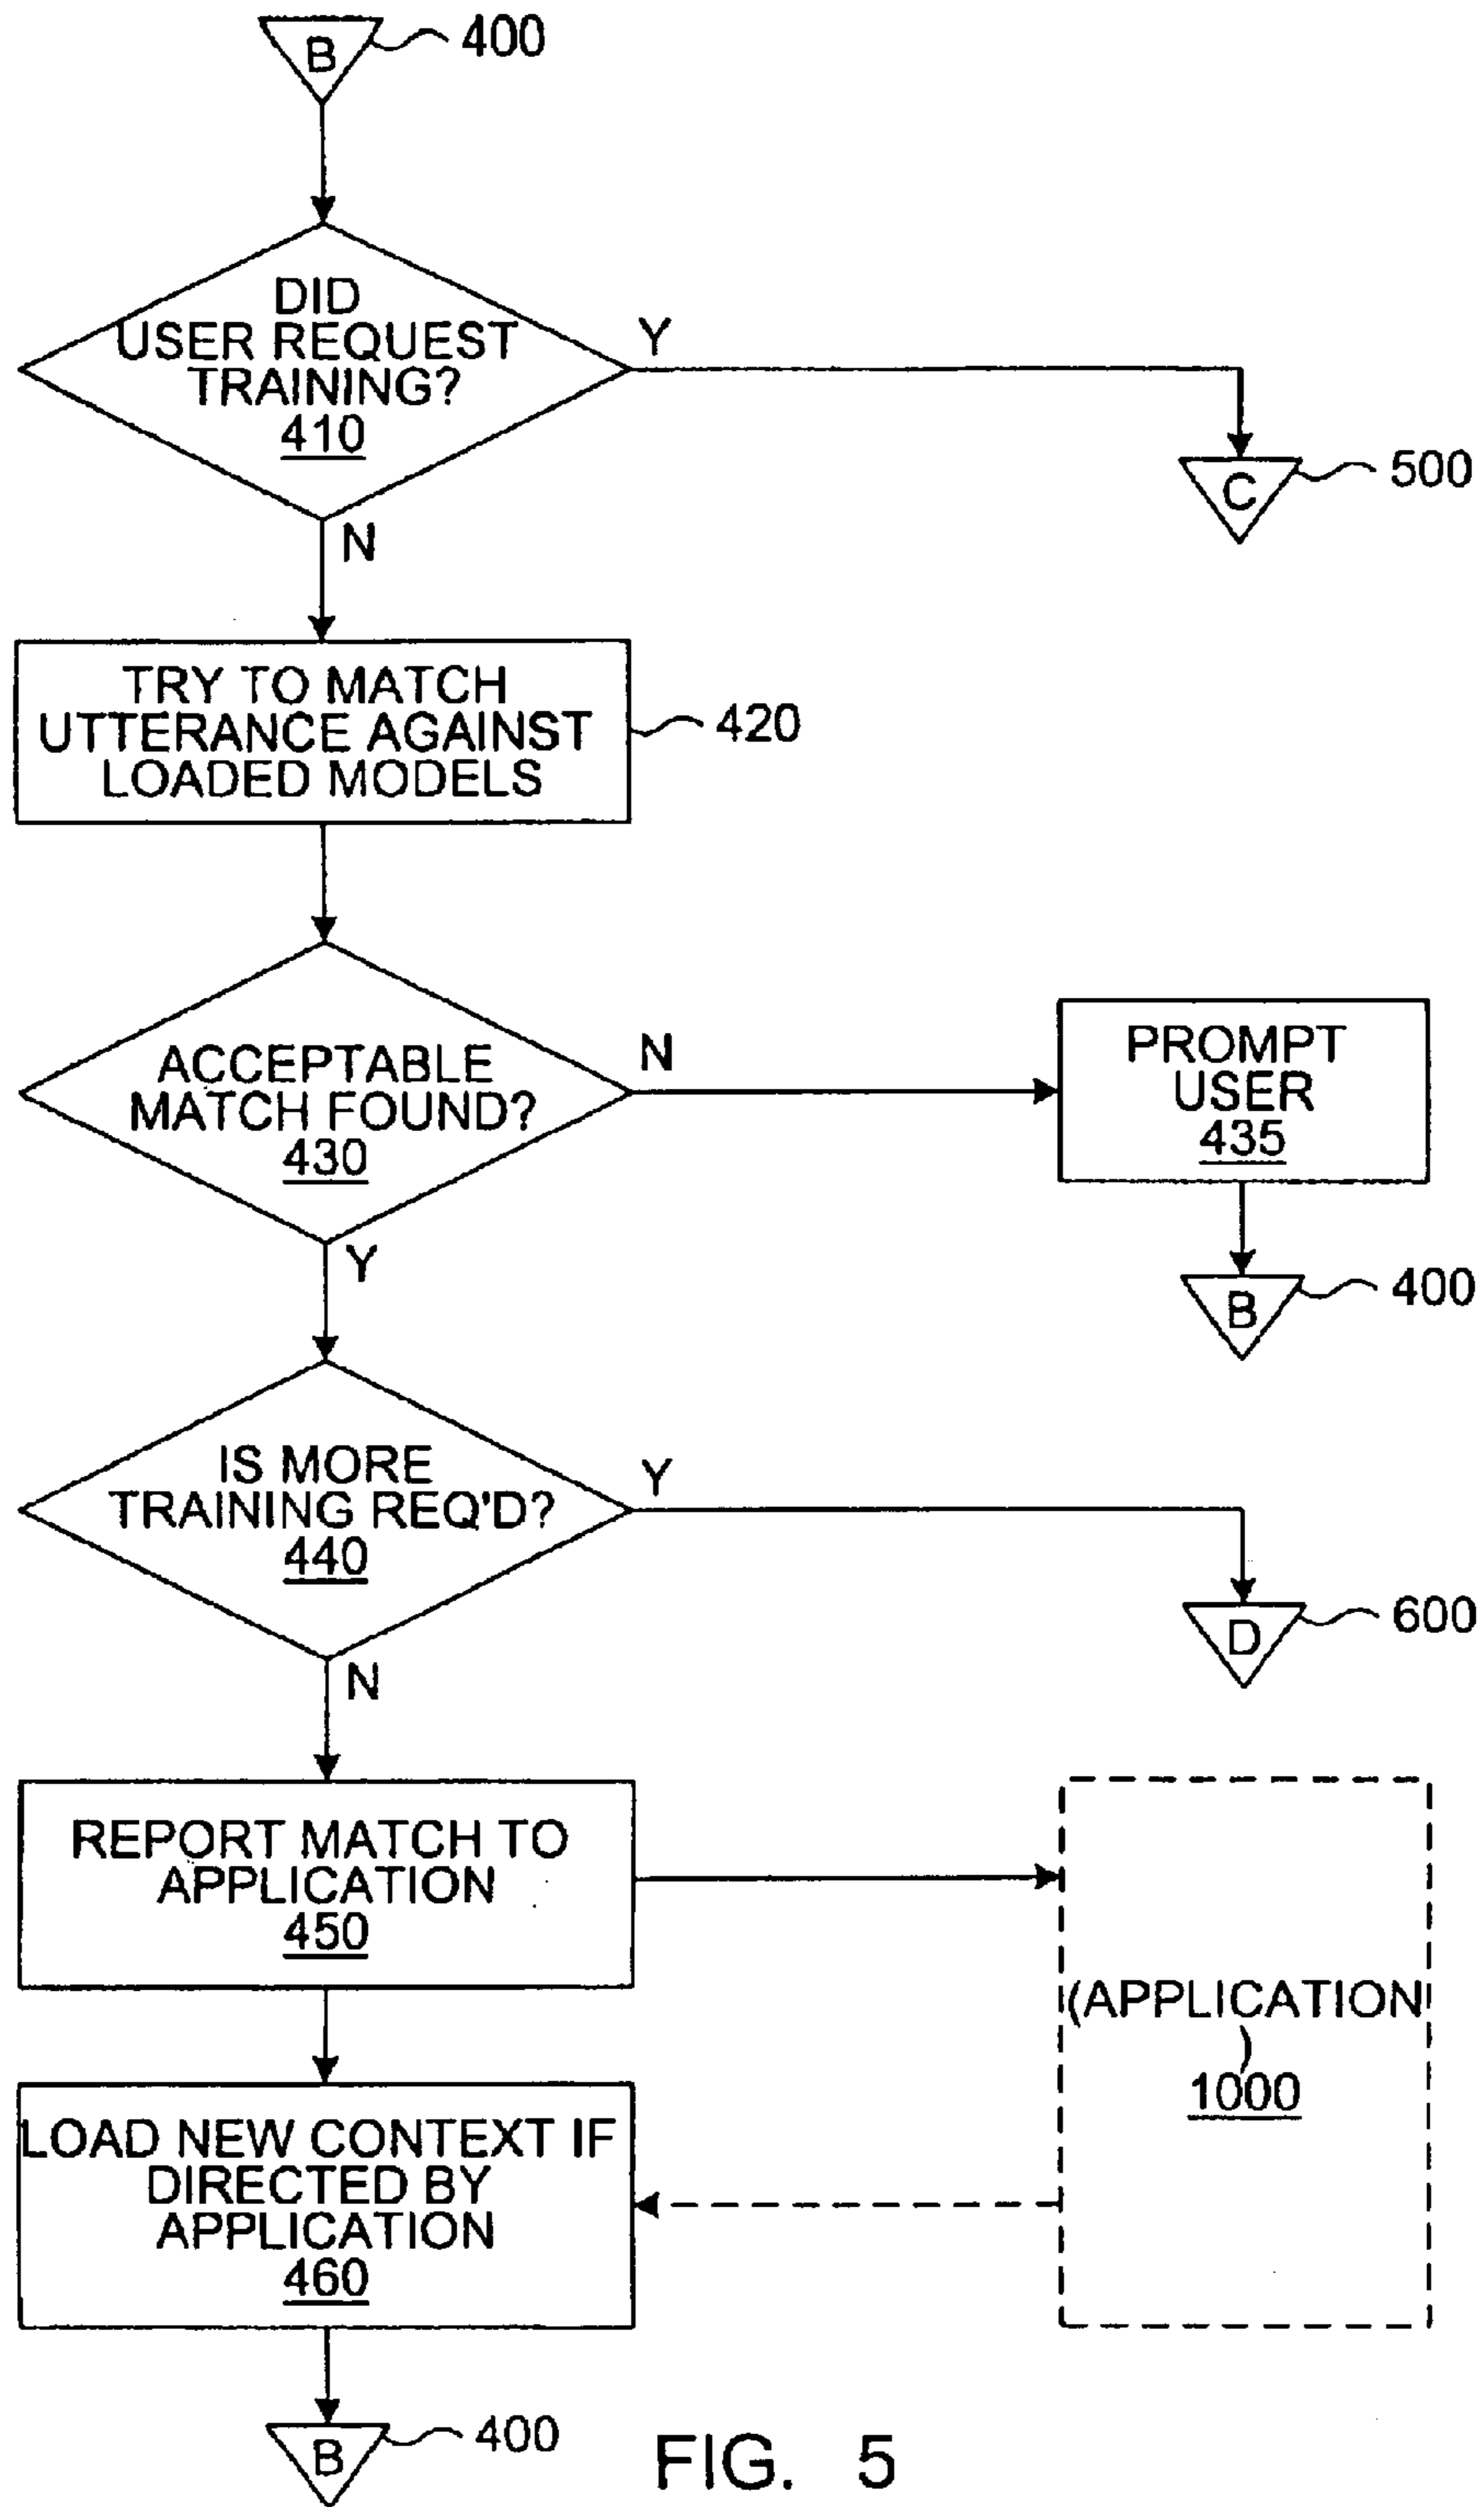 B 400
DID
USER REQUEST
TRAINING?
410
Y
C 500
N
TRY TO MATCH
UTTERANCE AGAINST
LOADED MODELS
420
ACCEPTABLE
MATCH FOUND?
430
N
PROMPT
USER
435
B 400
Y
IS MORE
TRAINING REQ'D?
440
Y
D 600
N
REPORT MATCH TO
APPLICATION
450
(APPLICATION
)
1000
LOAD NEW CONTEXT IF
DIRECTED BY
APPLICATION
460
B 400
FIG. 5